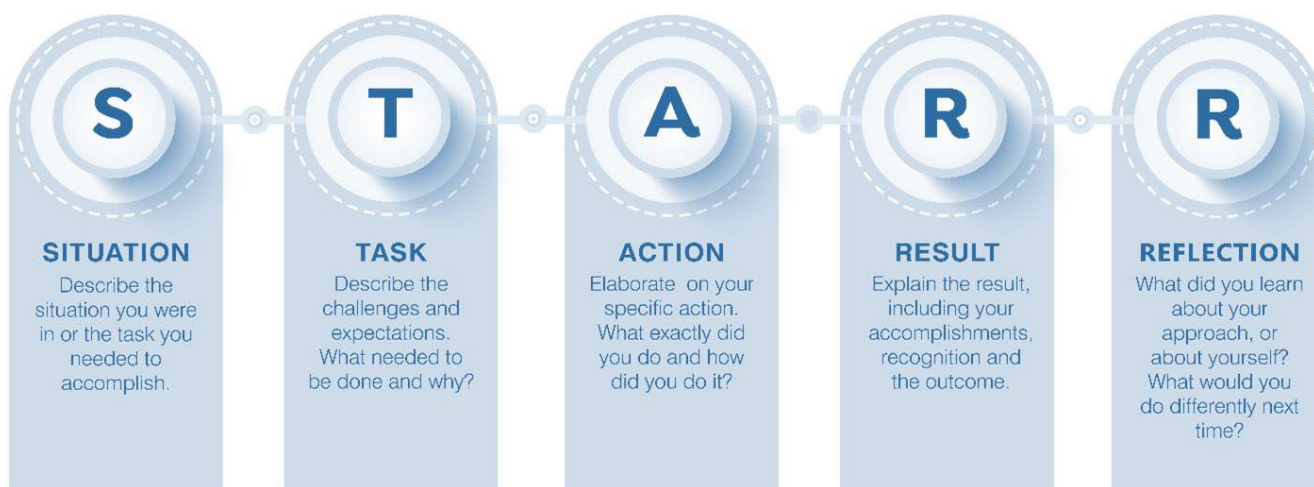 S
SITUATION
Describe the
situation you were
in or the task you
needed to
accomplish.
T
TASK
Describe the
challenges and
expectations.
What needed to
be done and why?
A
ACTION
Elaborate on your
specific action.
What exactly did
you do and how
did you do it?
R
RESULT
Explain the result,
including your
accomplishments,
recognition and
the outcome.
R
REFLECTION
What did you learn
about your
approach, or
about yourself?
What would you
do differently next
time?